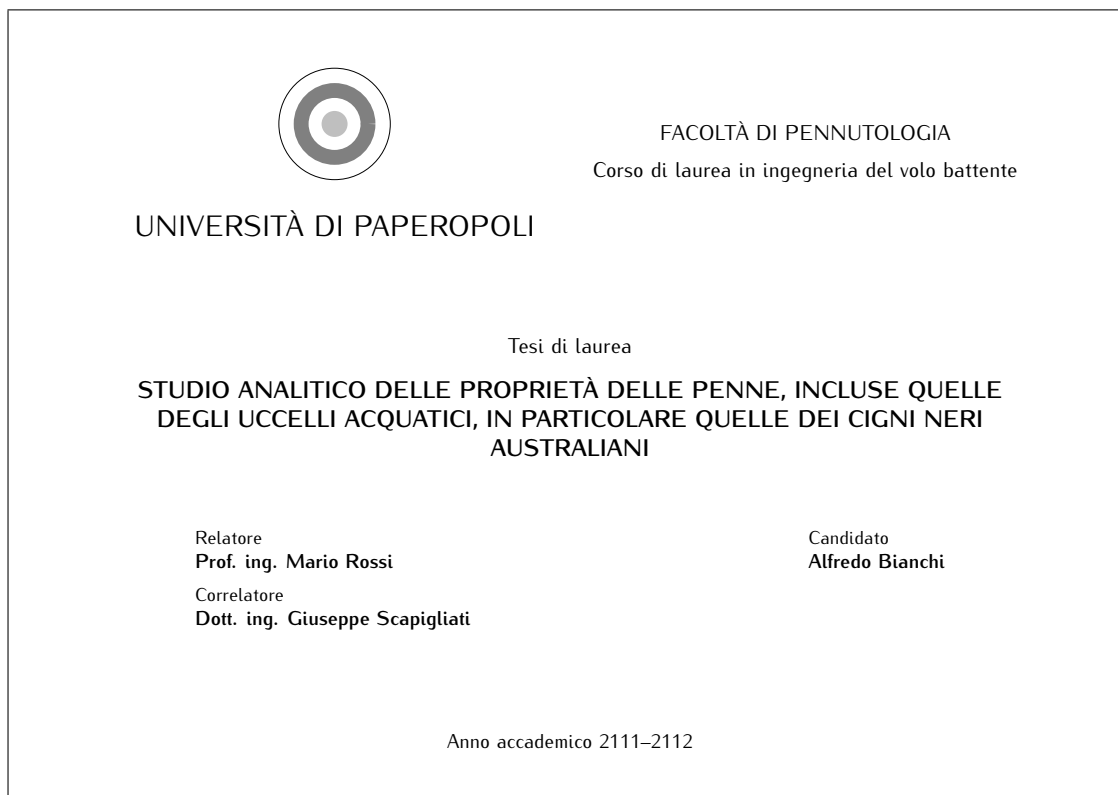 UNIVERSITÀ DI PAPEROPOLI
FACOLTÀ DI PENNUTOLOGIA
Corso di laurea in ingegneria del volo battente
Tesi di laurea
STUDIO ANALITICO DELLE PROPRIETÀ DELLE PENNE, INCLUSE QUELLE
DEGLI UCCELLI ACQUATICI, IN PARTICOLARE QUELLE DEI CIGNI NERI
AUSTRALIANI
Relatore
Prof. ing. Mario Rossi
Correlatore
Dott. ing. Giuseppe Scapigliati
Candidato
Alfredo Bianchi
Anno accademico 2111–2112